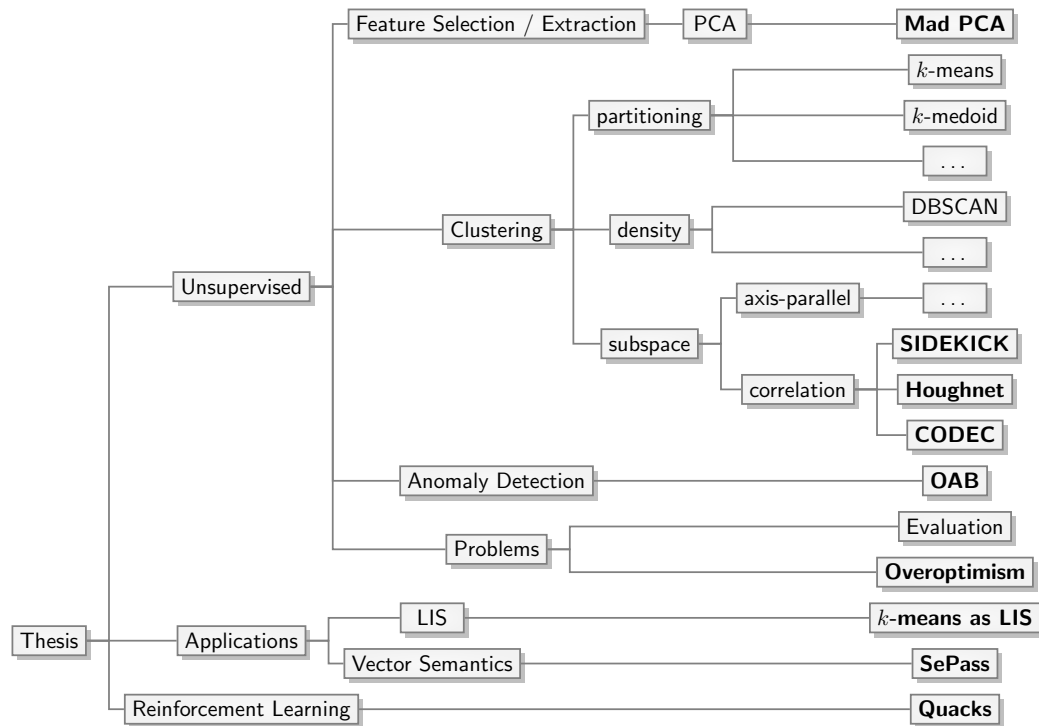 Feature Selection / Extraction
PCA
Mad PCA
k-means
partitioning
k-medoid
...
DBSCAN
Clustering
density
...
Unsupervised
axis-parallel
...
subspace
SIDEKICK
correlation
Houghnet
CODEC
Anomaly Detection
OAB
Evaluation
Problems
Overoptimism
LIS
k-means as LIS
Thesis
Applications
Vector Semantics
SePass
Reinforcement Learning
Quacks